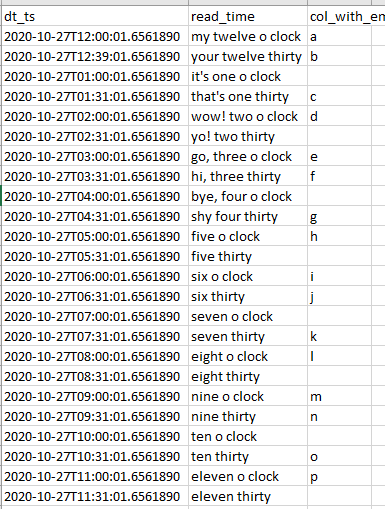 dt_ts read_time col_with_em
2020-10-27T12:00:01.6561890 my twelve o clock a
2020-10-27T12:39:01.6561890 your twelve thirty b
2020-10-27T01:00:01.6561890 it's one o clock
2020-10-27T01:31:01.6561890 that's one thirty c
2020-10-27T02:00:01.6561890 wow! two o clock d
2020-10-27T02:31:01.6561890 yo! two thirty
2020-10-27T03:00:01.6561890 go, three o clock e
2020-10-27T03:31:01.6561890 hi, three thirty f
2020-10-27T04:00:01.6561890 bye, four o clock
2020-10-27T04:31:01.6561890 shy four thirty g
2020-10-27T05:00:01.6561890 five o clock h
2020-10-27T05:31:01.6561890 five thirty
2020-10-27T06:00:01.6561890 six o clock i
2020-10-27T06:31:01.6561890 six thirty j
2020-10-27T07:00:01.6561890 seven o clock
2020-10-27T07:31:01.6561890 seven thirty k
2020-10-27T08:00:01.6561890 eight o clock l
2020-10-27T08:31:01.6561890 eight thirty
2020-10-27T09:00:01.6561890 nine o clock m
2020-10-27T09:31:01.6561890 nine thirty n
2020-10-27T10:00:01.6561890 ten o clock
2020-10-27T10:31:01.6561890 ten thirty o
2020-10-27T11:00:01.6561890 eleven o clock p
2020-10-27T11:31:01.6561890 eleven thirty